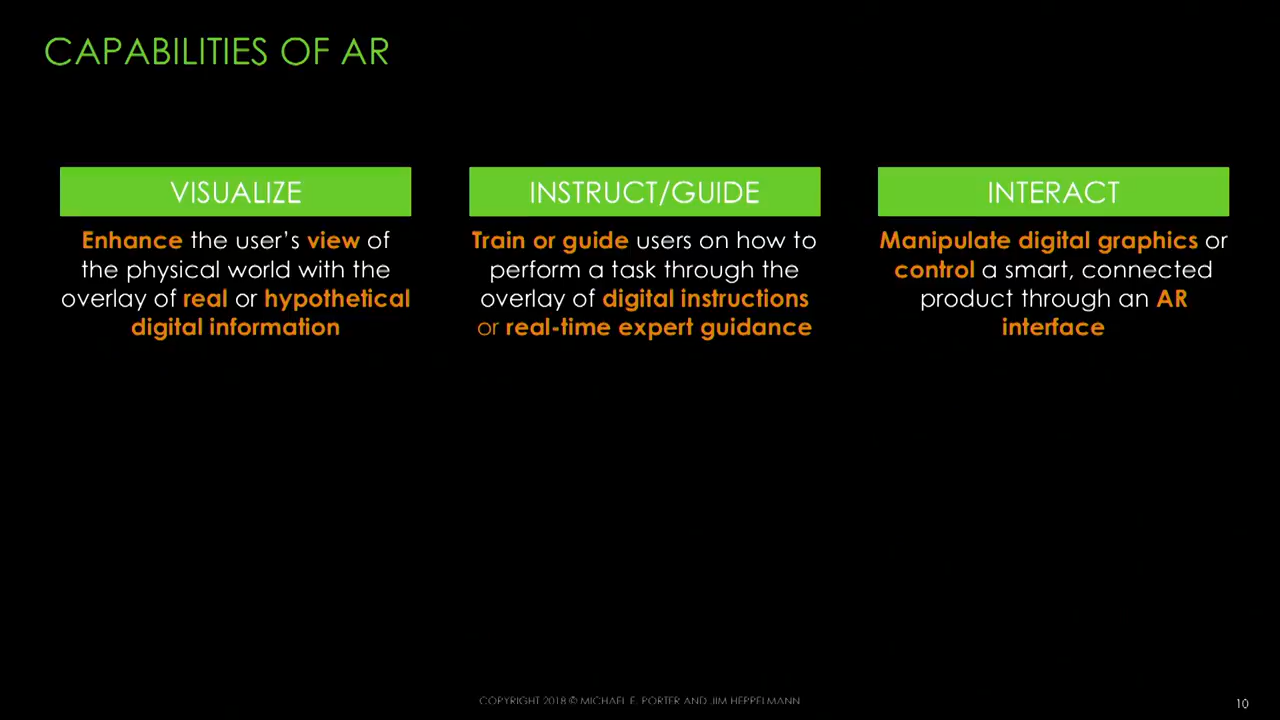 CAPABILITIES OF AR
VISUALIZE
Enhance the user's view of
the physical world with the
overlay of real or hypothetical
digital information
INSTRUCT/GUIDE
Train or guide users on how to
perform a task through the
overlay of digital instructions
or real-time expert guidance
INTERACT
Manipulate digital graphics or
control a smart, connected
product through an AR
interface
COPYRIGHT 2018 © MICHAEL E. PORTER AND JIM HEPPELMANN
10